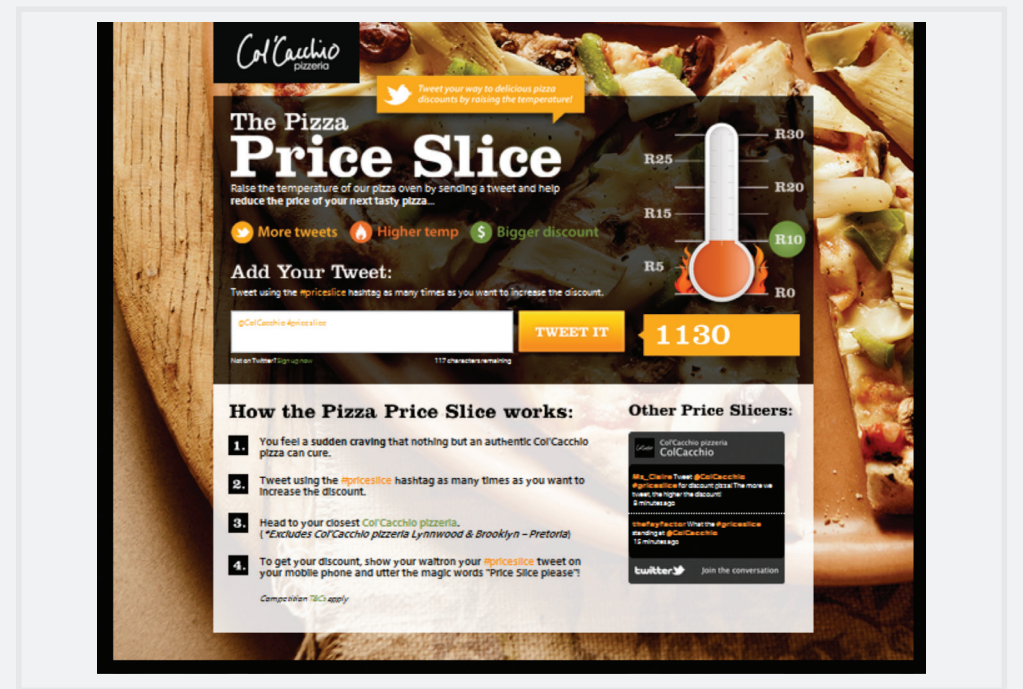 Col'Cacchio
pizzeria
Tweet your way to delicious pizza
discounts by raising the temperature!
The Pizza
Price Slice
Raise the temperature of our pizza oven by sending a tweet and help
reduce the price of your next tasty pizza...
More tweets Higher temp $ Bigger discount
R30
R25
R20
R15
R10
R5
R0
Add Your Tweet:
Tweet using the #priceslice hashtag as many times as you want to increase the discount.
@ColCacchio #priceslice
TWEET IT
1130
Not on Twitter? Sign up now
117 characters remaining
How the Pizza Price Slice works:
1. You feel a sudden craving that nothing but an authentic Col'Cacchio
pizza can cure.
2. Tweet using the #priceslice hashtag as many times as you want to
increase the discount.
3. Head to your closest Col'Cacchio pizzeria.
(*Excludes Col'Cacchio pizzeria Lynnwood & Brooklyn – Pretoria)
4. To get your discount, show your waitron your #priceslice tweet on
your mobile phone and utter the magic words "Price Slice please"!
Competition T&Cs apply
Other Price Slicers:
Col'Cacchio pizzeria
ColCacchio
Ms_Claire Tweet @ColCacchio
#priceslice for discount pizza! The more we
tweet, the higher the discount!
9 minutes ago
thefayfactor What the #priceslice
standing at @ColCacchio
15 minutes ago
twitter Join the conversation